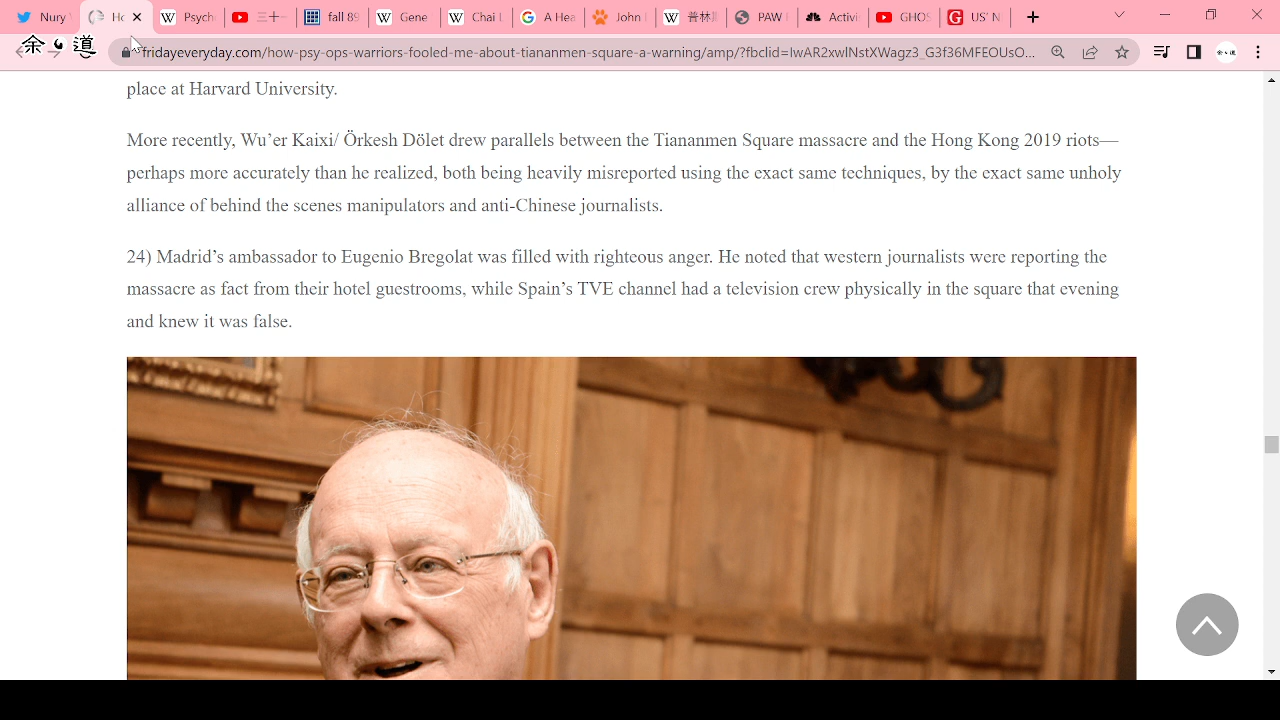 Nury
Ho
Psych
三十一
fall 89
Gene
Chai L
A Hea
John
普林斯
PAW
Activi
GHOS
US' N
余 道
fridayeveryday.com/how-psy-ops-warriors-fooled-me-about-tiananmen-square-a-warning/amp/?fbclid=IwAR2xwINstXWagz3_G3f36MFEOUsO...
place at Harvard University.
More recently, Wu’er Kaixi/ Örkesh Dölet drew parallels between the Tiananmen Square massacre and the Hong Kong 2019 riots—
perhaps more accurately than he realized, both being heavily misreported using the exact same techniques, by the exact same unholy
alliance of behind the scenes manipulators and anti-Chinese journalists.
24) Madrid’s ambassador to Eugenio Bregolat was filled with righteous anger. He noted that western journalists were reporting the
massacre as fact from their hotel guestrooms, while Spain’s TVE channel had a television crew physically in the square that evening
and knew it was false.